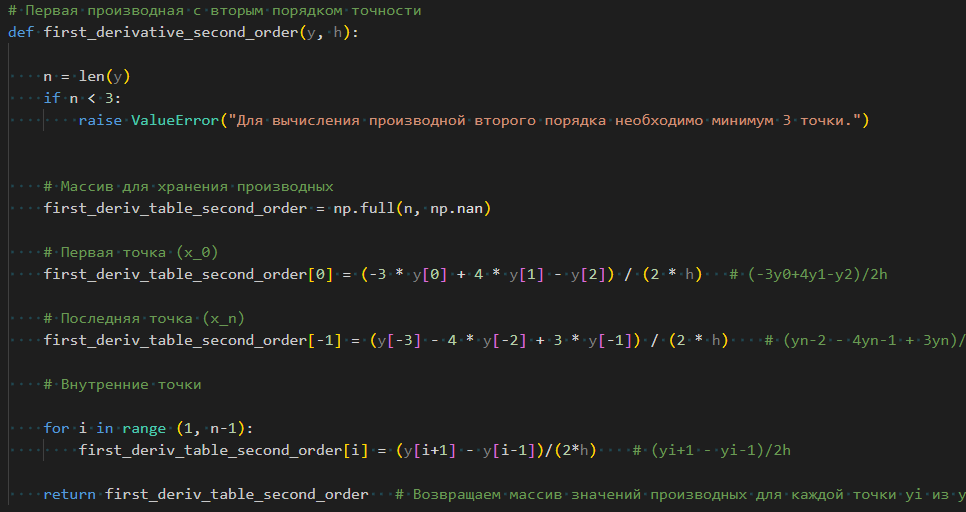 # Первая производная с вторым порядком точности
def first_derivative_second_order(y, h):
n = len(y)
if n < 3:
raise ValueError("Для вычисления производной второго порядка необходимо минимум 3 точки.")
# Массив для хранения производных
first_deriv_table_second_order = np.full(n, np.nan)
# Первая точка (x_0)
first_deriv_table_second_order[0] = (-3 * y[0] + 4 * y[1] - y[2]) / (2 * h)   # (-3y0+4y1-y2)/2h
# Последняя точка (x_n)
first_deriv_table_second_order[-1] = (y[-3] - 4 * y[-2] + 3 * y[-1]) / (2 * h)    # (yn-2 - 4yn-1 + 3yn)/
# Внутренние точки
for i in range (1, n-1):
first_deriv_table_second_order[i] = (y[i+1] - y[i-1])/(2*h)    # (yi+1 - yi-1)/2h
return first_deriv_table_second_order   # Возвращаем массив значений производных для каждой точки yi из y